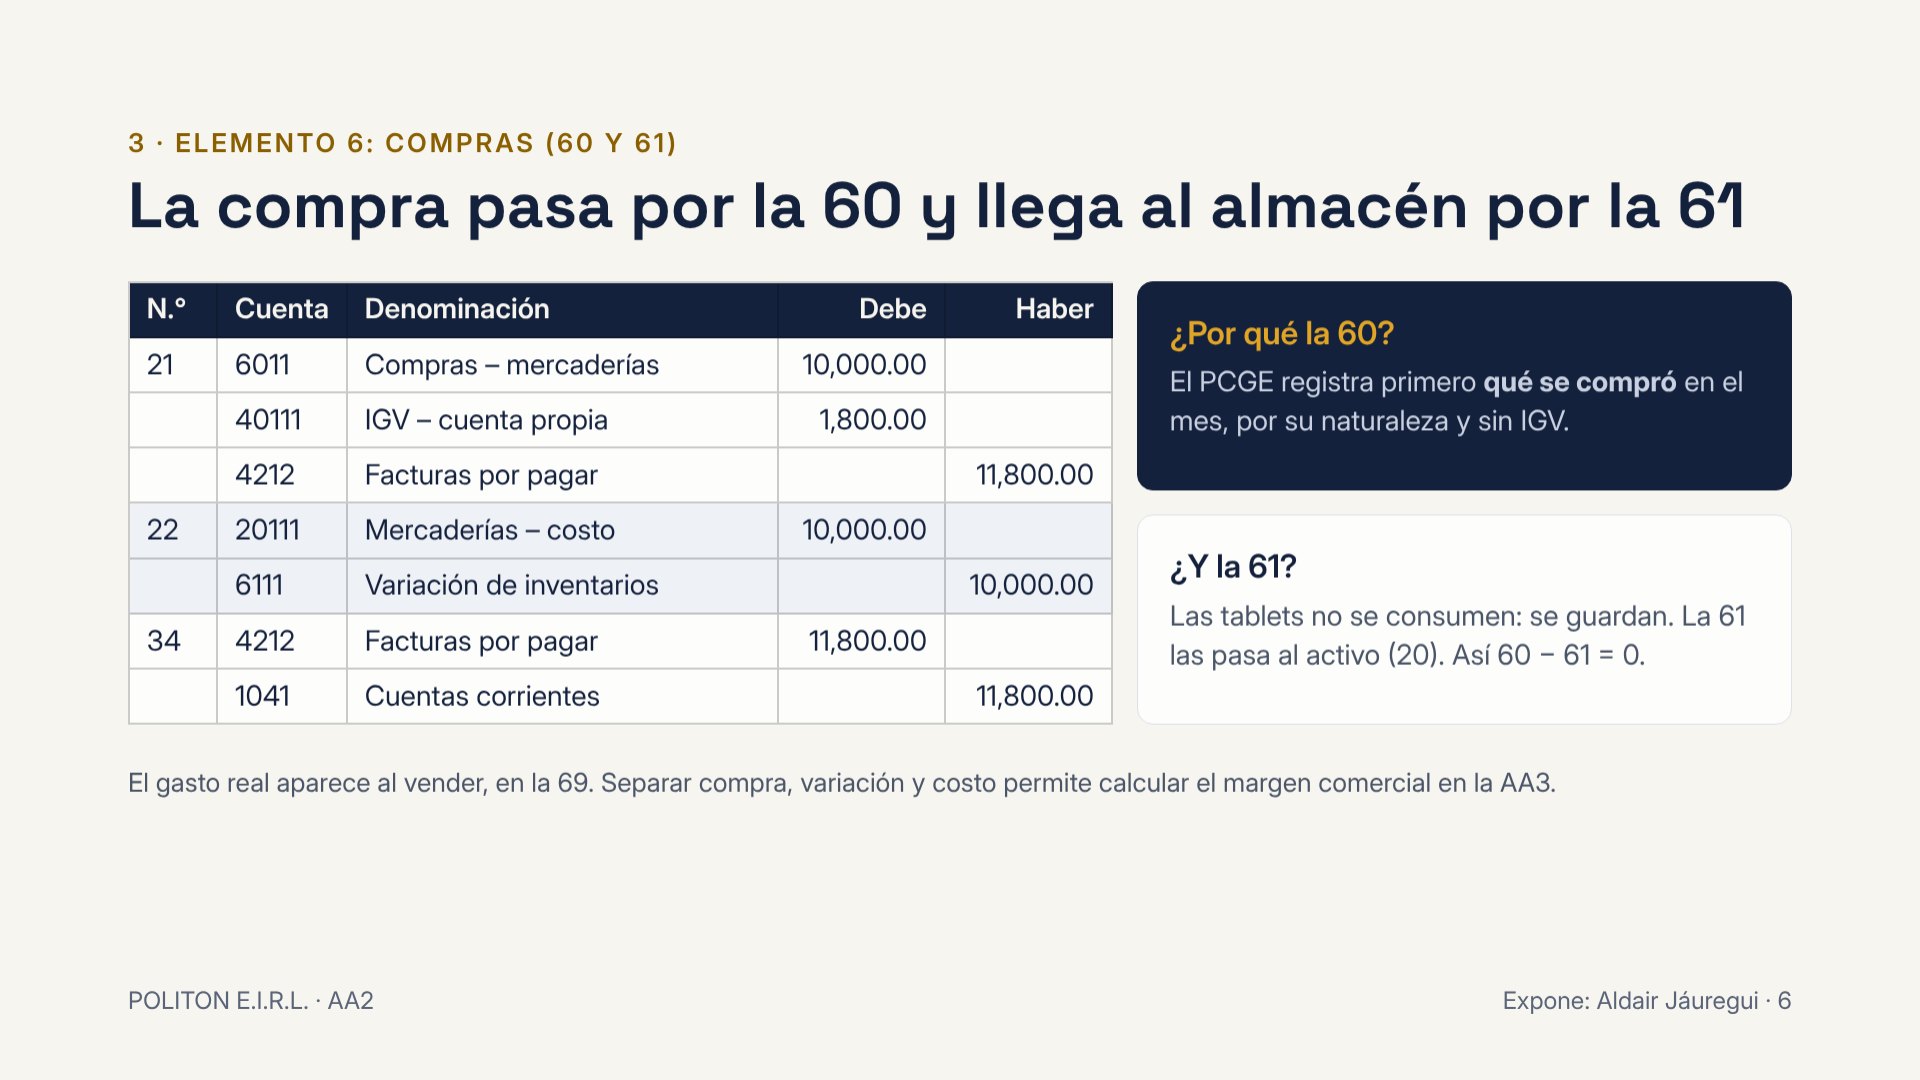 3 · ELEMENTO 6: COMPRAS (60 Y 61)
La compra pasa por la 60 y llega al almacén por la 61
N.° Cuenta Denominación Debe Haber
21 6011 Compras – mercaderías 10,000.00
40111 IGV – cuenta propia 1,800.00
4212 Facturas por pagar 11,800.00
22 20111 Mercaderías – costo 10,000.00
6111 Variación de inventarios 10,000.00
34 4212 Facturas por pagar 11,800.00
1041 Cuentas corrientes 11,800.00
¿Por qué la 60?
El PCGE registra primero qué se compró en el
mes, por su naturaleza y sin IGV.
¿Y la 61?
Las tablets no se consumen: se guardan. La 61
las pasa al activo (20). Así 60 − 61 = 0.
El gasto real aparece al vender, en la 69. Separar compra, variación y costo permite calcular el margen comercial en la AA3.
POLITON E.I.R.L. · AA2
Expone: Aldair Jáuregui · 6